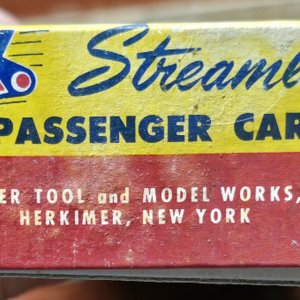 Streaml
PASSENGER CAR
ER TOOL and MODEL WORKS,
HERKIMER, NEW YORK